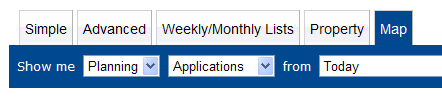 Simple Advanced Weekly/Monthly Lists Property Map
Show me Planning Applications from Today